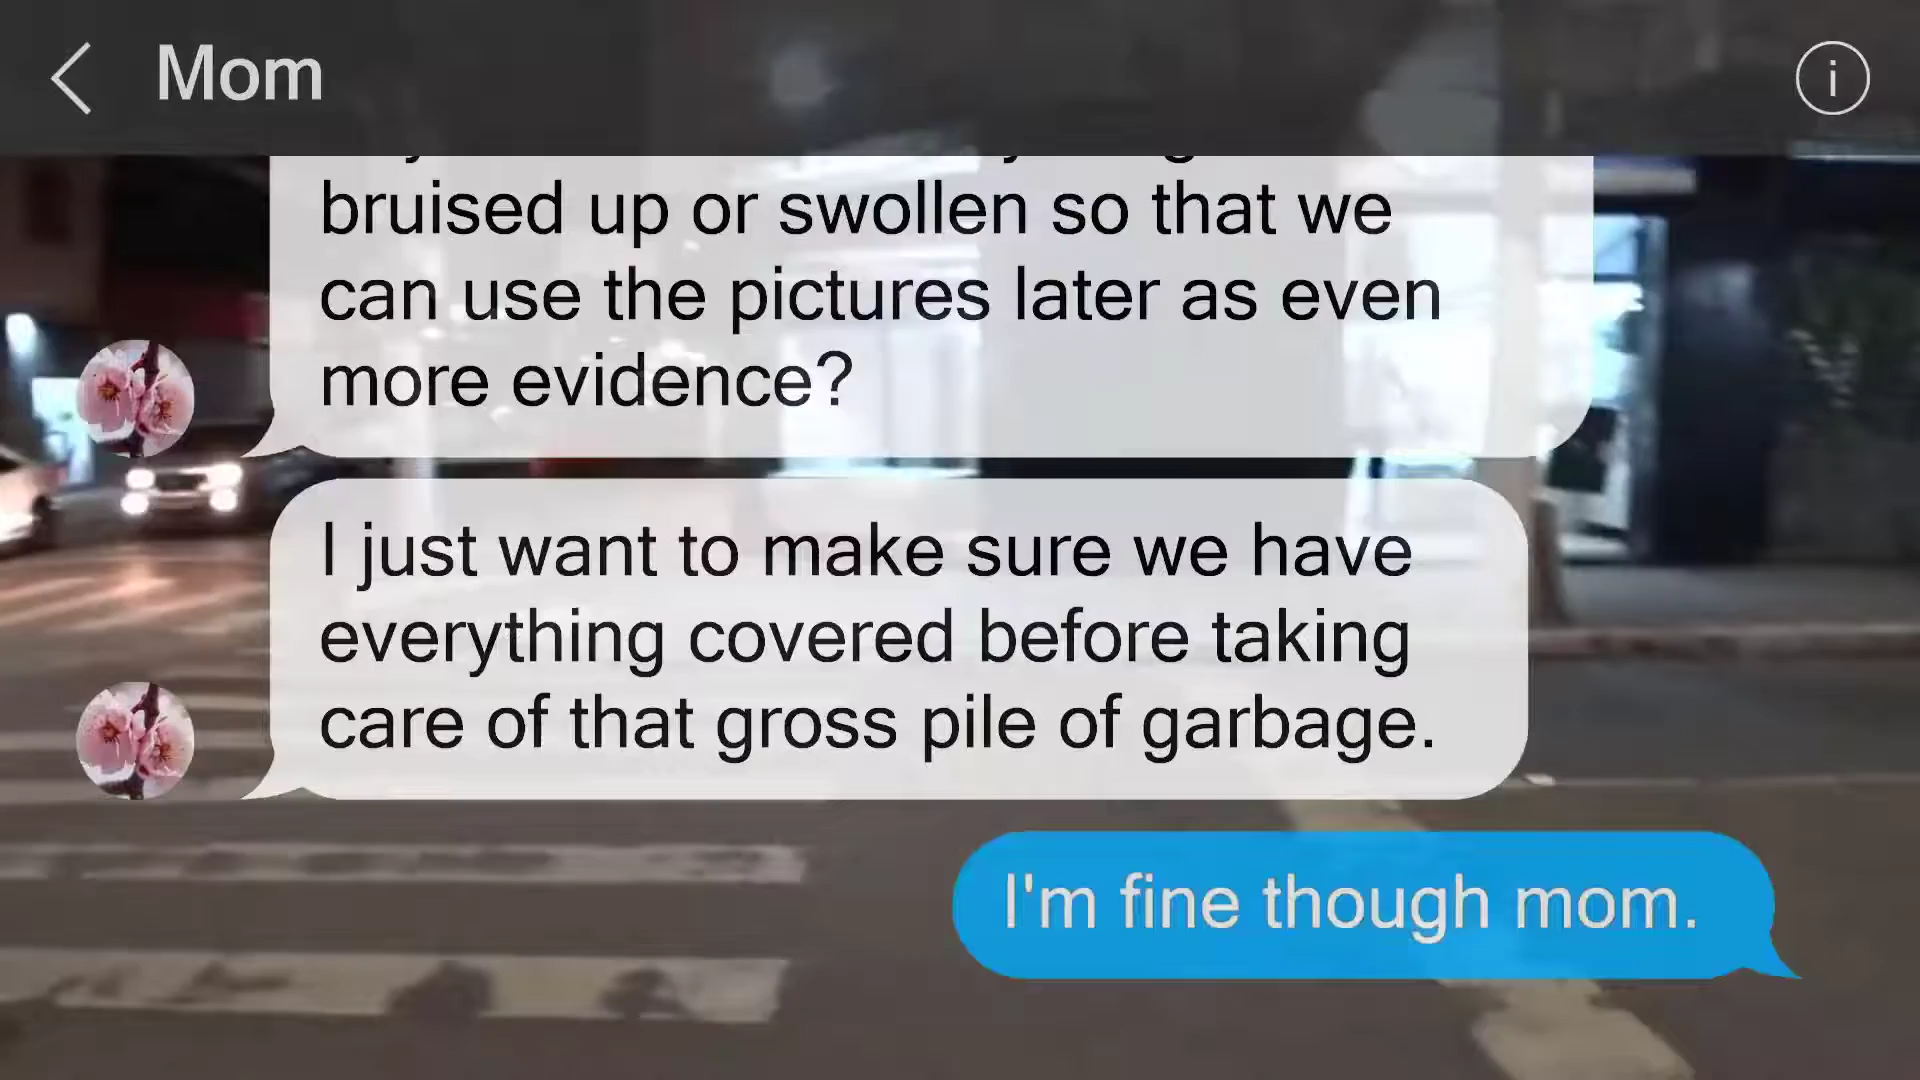 Mom
i
bruised up or swollen so that we
can use the pictures later as even
more evidence?
I just want to make sure we have
everything covered before taking
care of that gross pile of garbage.
I'm fine though mom.